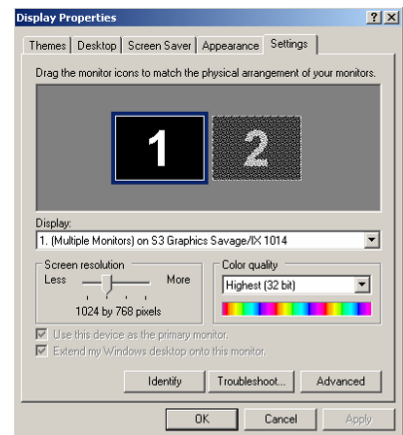 Display Properties
Themes Desktop Screen Saver Appearance Settings
Drag the monitor icons to match the physical arrangement of your monitors.
1 2
Display:
1. (Multiple Monitors) on S3 Graphics Savage/IX 1014
Screen resolution
Less More
1024 by 768 pixels
Color quality
Highest (32 bit)
Use this device as the primary monitor.
Extend my Windows desktop onto this monitor.
Identify Troubleshoot... Advanced
OK Cancel Apply